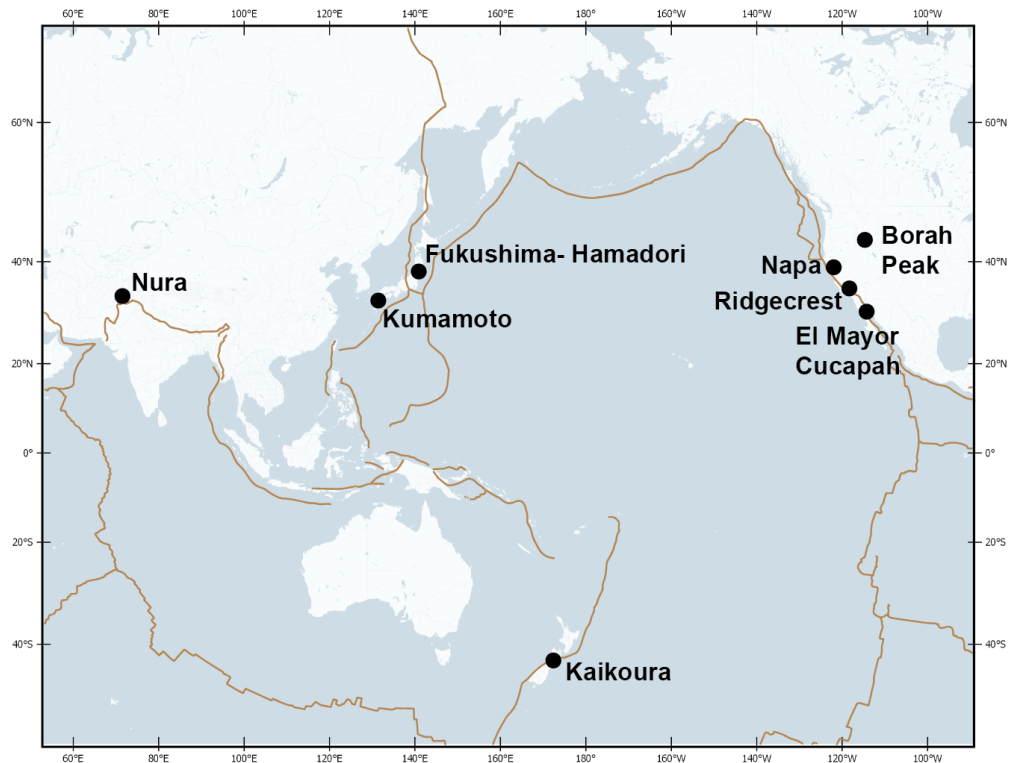 60°E 80°E 100°E 120°E 140°E 160°E 180° 160°W 140°W 120°W 100°W
60°N 60°N
Borah
Peak
Fukushima- Hamadori
40°N Napa 40°N
Nura
Ridgecrest
Kumamoto
El Mayor
Cucapah
20°N 20°N
0° 0°
20°S 20°S
40°S 40°S
Kaikoura
60°E 80°E 100°E 120°E 140°E 160°E 180° 160°W 140°W 120°W 100°W